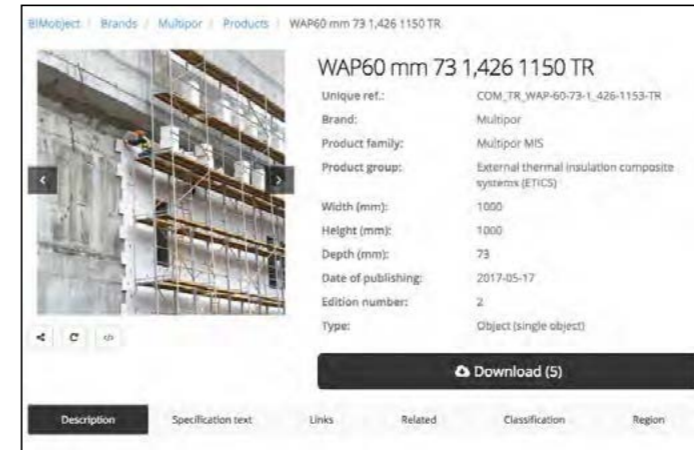 BIMobject / Brands / Multipor / Products / WAP60 mm 73 1,426 1150 TR
WAP60 mm 73 1,426 1150 TR
Unique ref.: COM_TR_WAP-60-73-1_426-1153-TR
Brand: Multipor
Product family: Multipor MIS
Product group: External thermal insulation composite
systems (ETICS)
Width (mm): 1000
Height (mm): 1000
Depth (mm): 73
Date of publishing: 2017-05-17
Edition number: 2
Type: Object (single object)
Download (5)
Description Specification text Links Related Classification Region